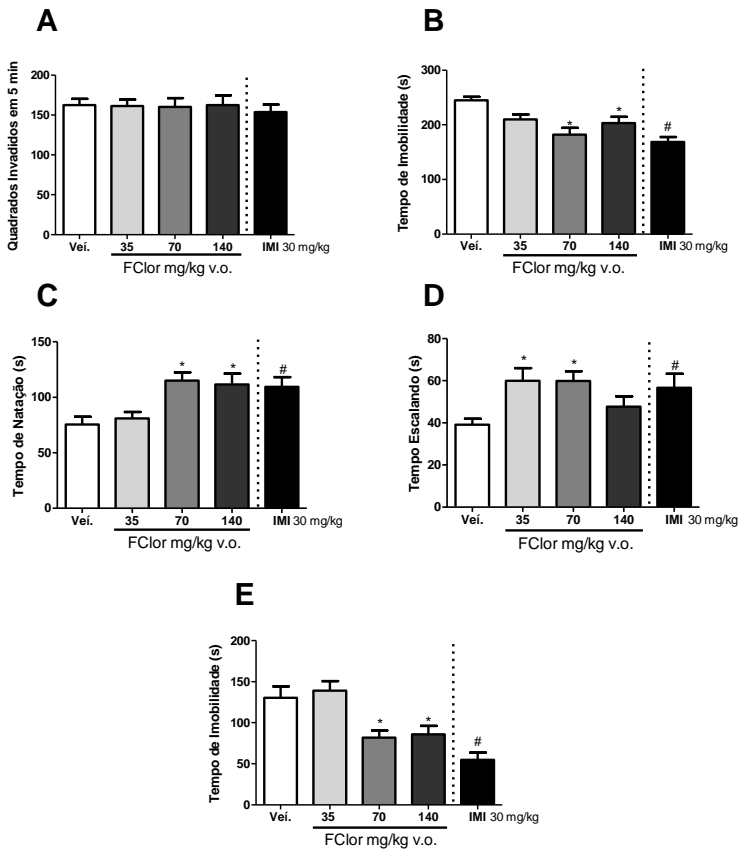 A
Quadrados Invadidos em 5 min
200
150
100
50
0
Veí. 35 70 140 IMI 30 mg/kg
FClor mg/kg v.o.
B
Tempo de Imobilidade (s)
300
200
100
0
* * #
Veí. 35 70 140 IMI 30 mg/kg
FClor mg/kg v.o.
C
Tempo de Natação (s)
150
100
50
0
* * #
Veí. 35 70 140 IMI 30 mg/kg
FClor mg/kg v.o.
D
Tempo Escalando (s)
80
60
40
20
0
* * #
Veí. 35 70 140 IMI 30 mg/kg
FClor mg/kg v.o.
E
Tempo de Imobilidade (s)
200
150
100
50
0
* * #
Veí. 35 70 140 IMI 30 mg/kg
FClor mg/kg v.o.